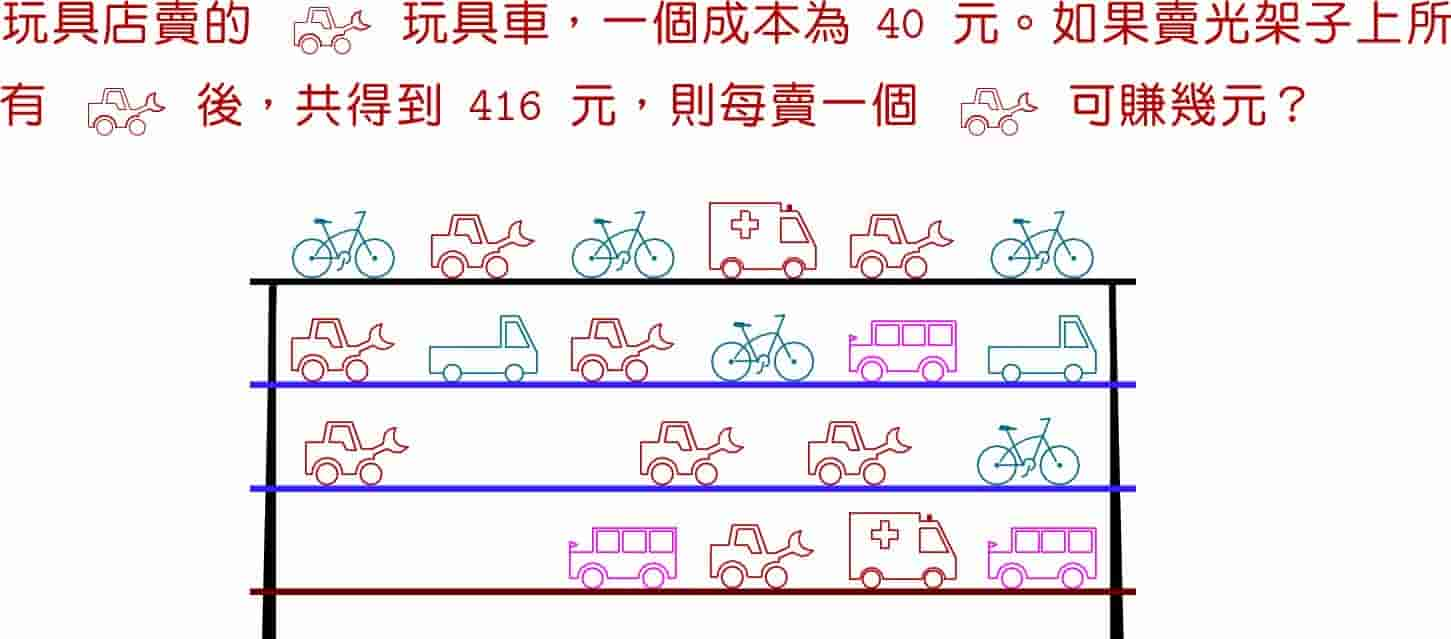 玩具店賣的 玩具車，一個成本為 40 元。如果賣光架子上所
有 後，共得到 416 元，則每賣一個 可賺幾元？